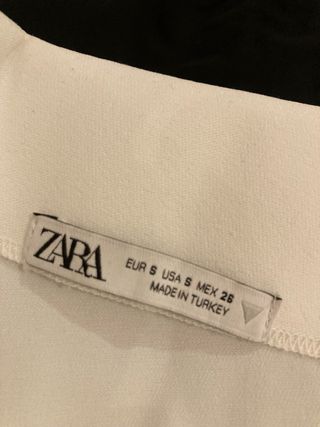 ZARA
EUR S USA S MEX 26
MADE IN TURKEY